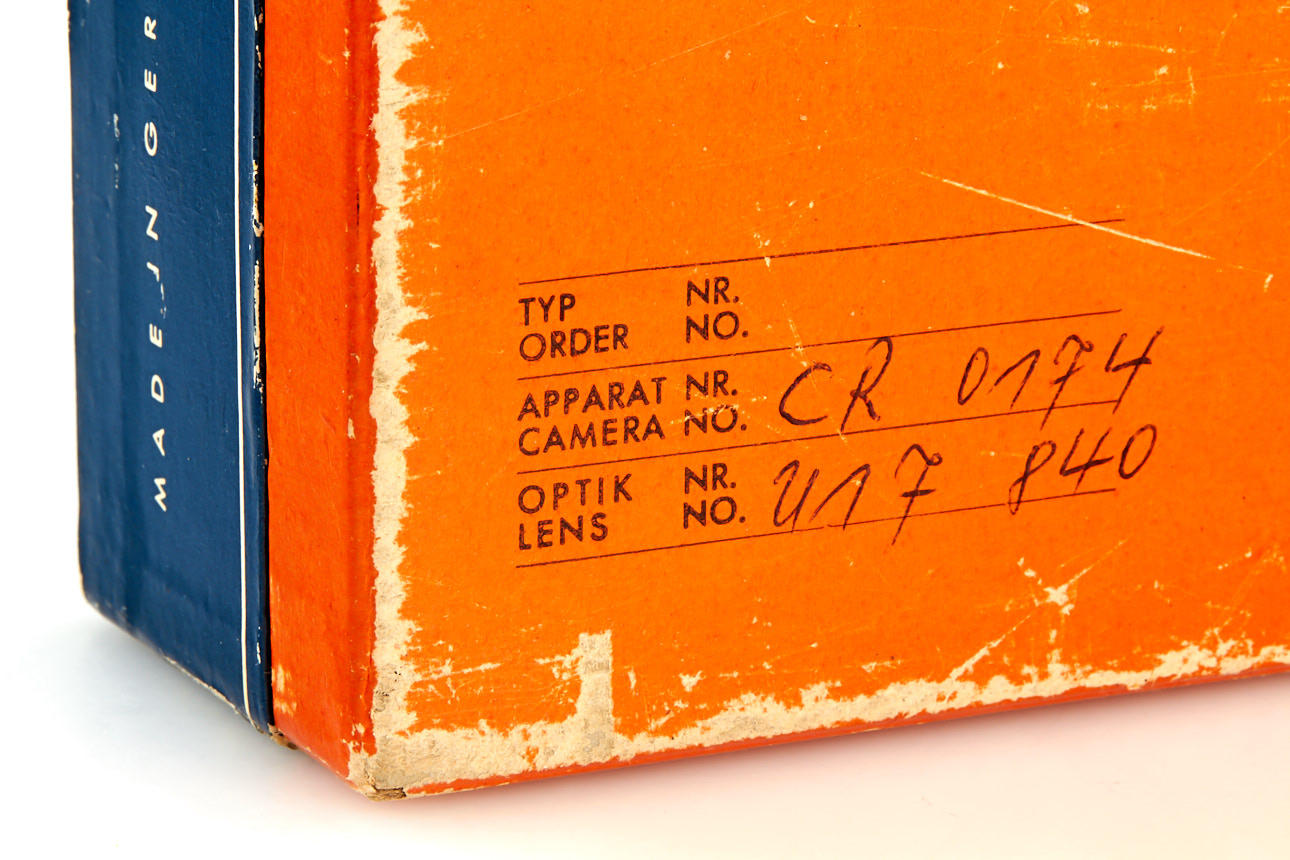 MADE IN GER
TYP NR.
ORDER NO.
APPARAT NR.
CAMERA NO. CR 0174
OPTIK NR.
LENS NO. U17 840